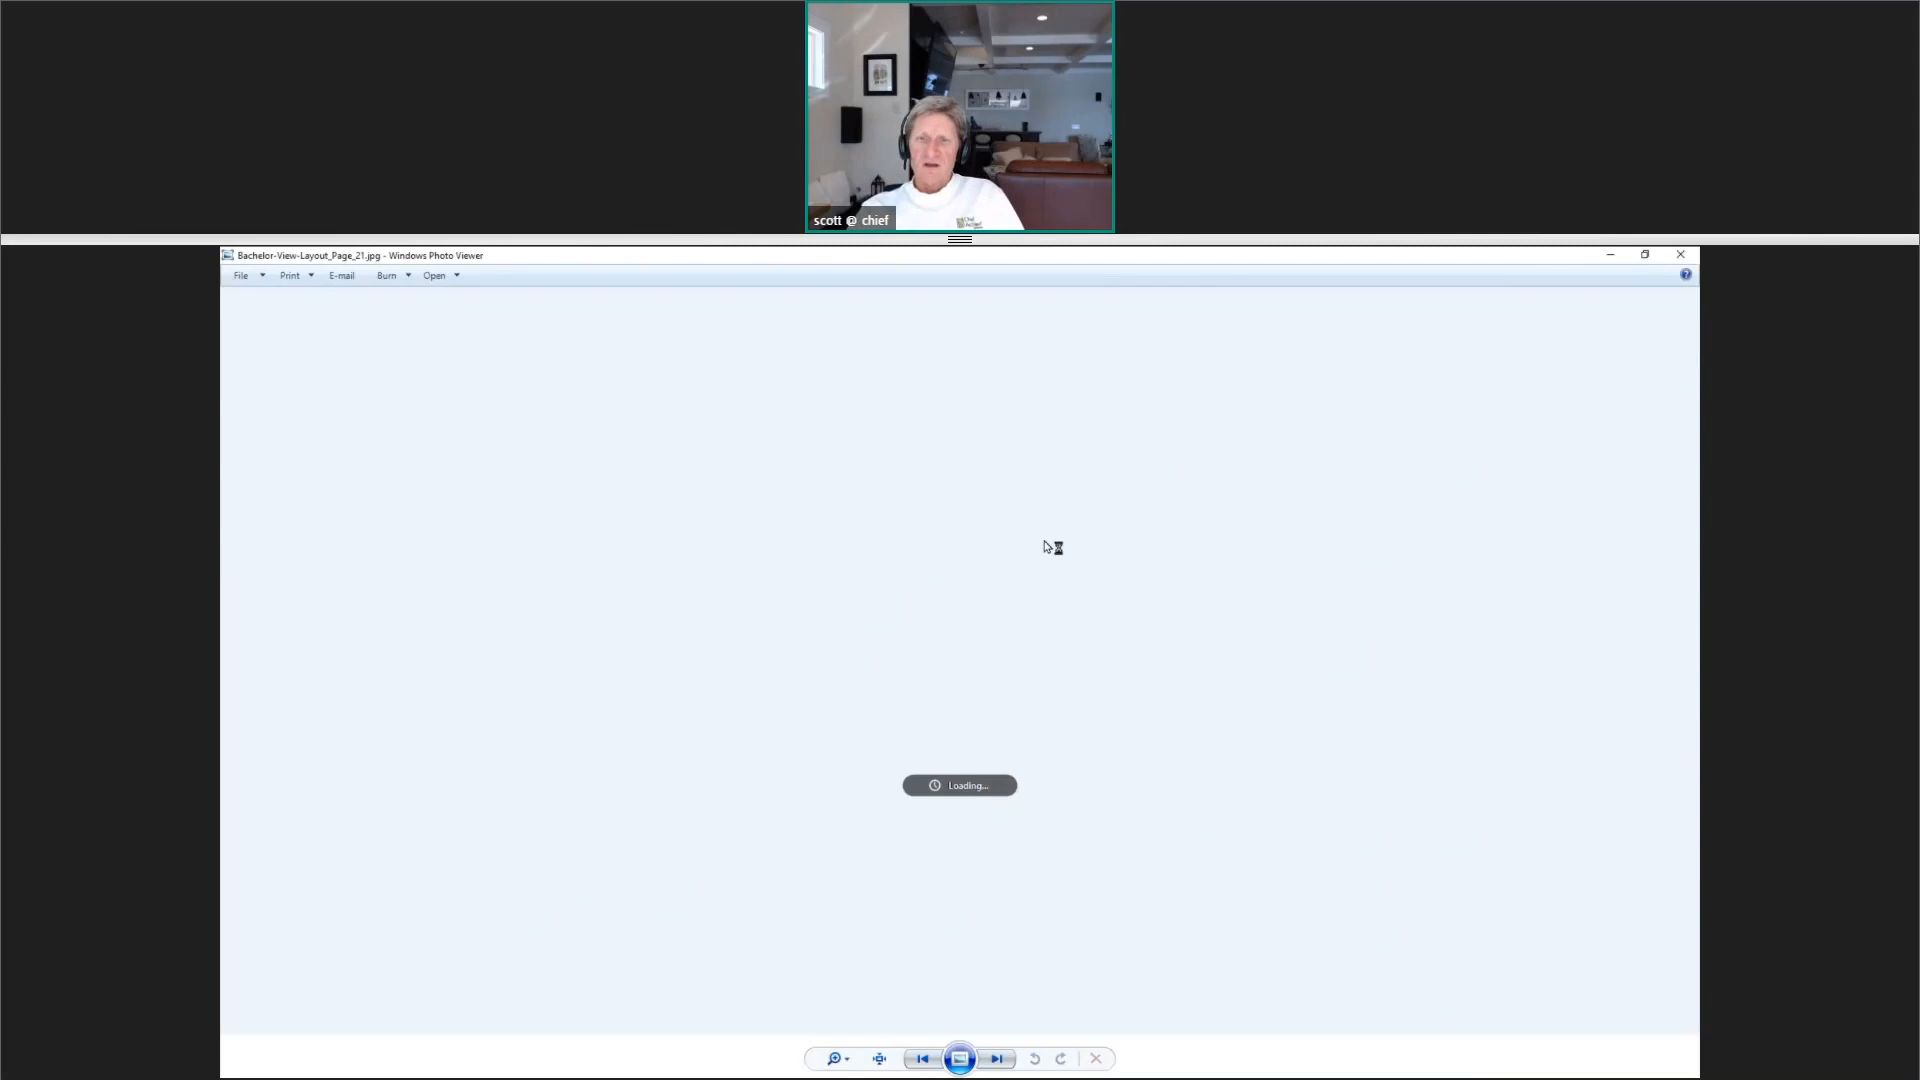 scott @ chief
Bachelor-View-Layout_Page_21.jpg - Windows Photo Viewer
File Print E-mail Burn Open
Loading...